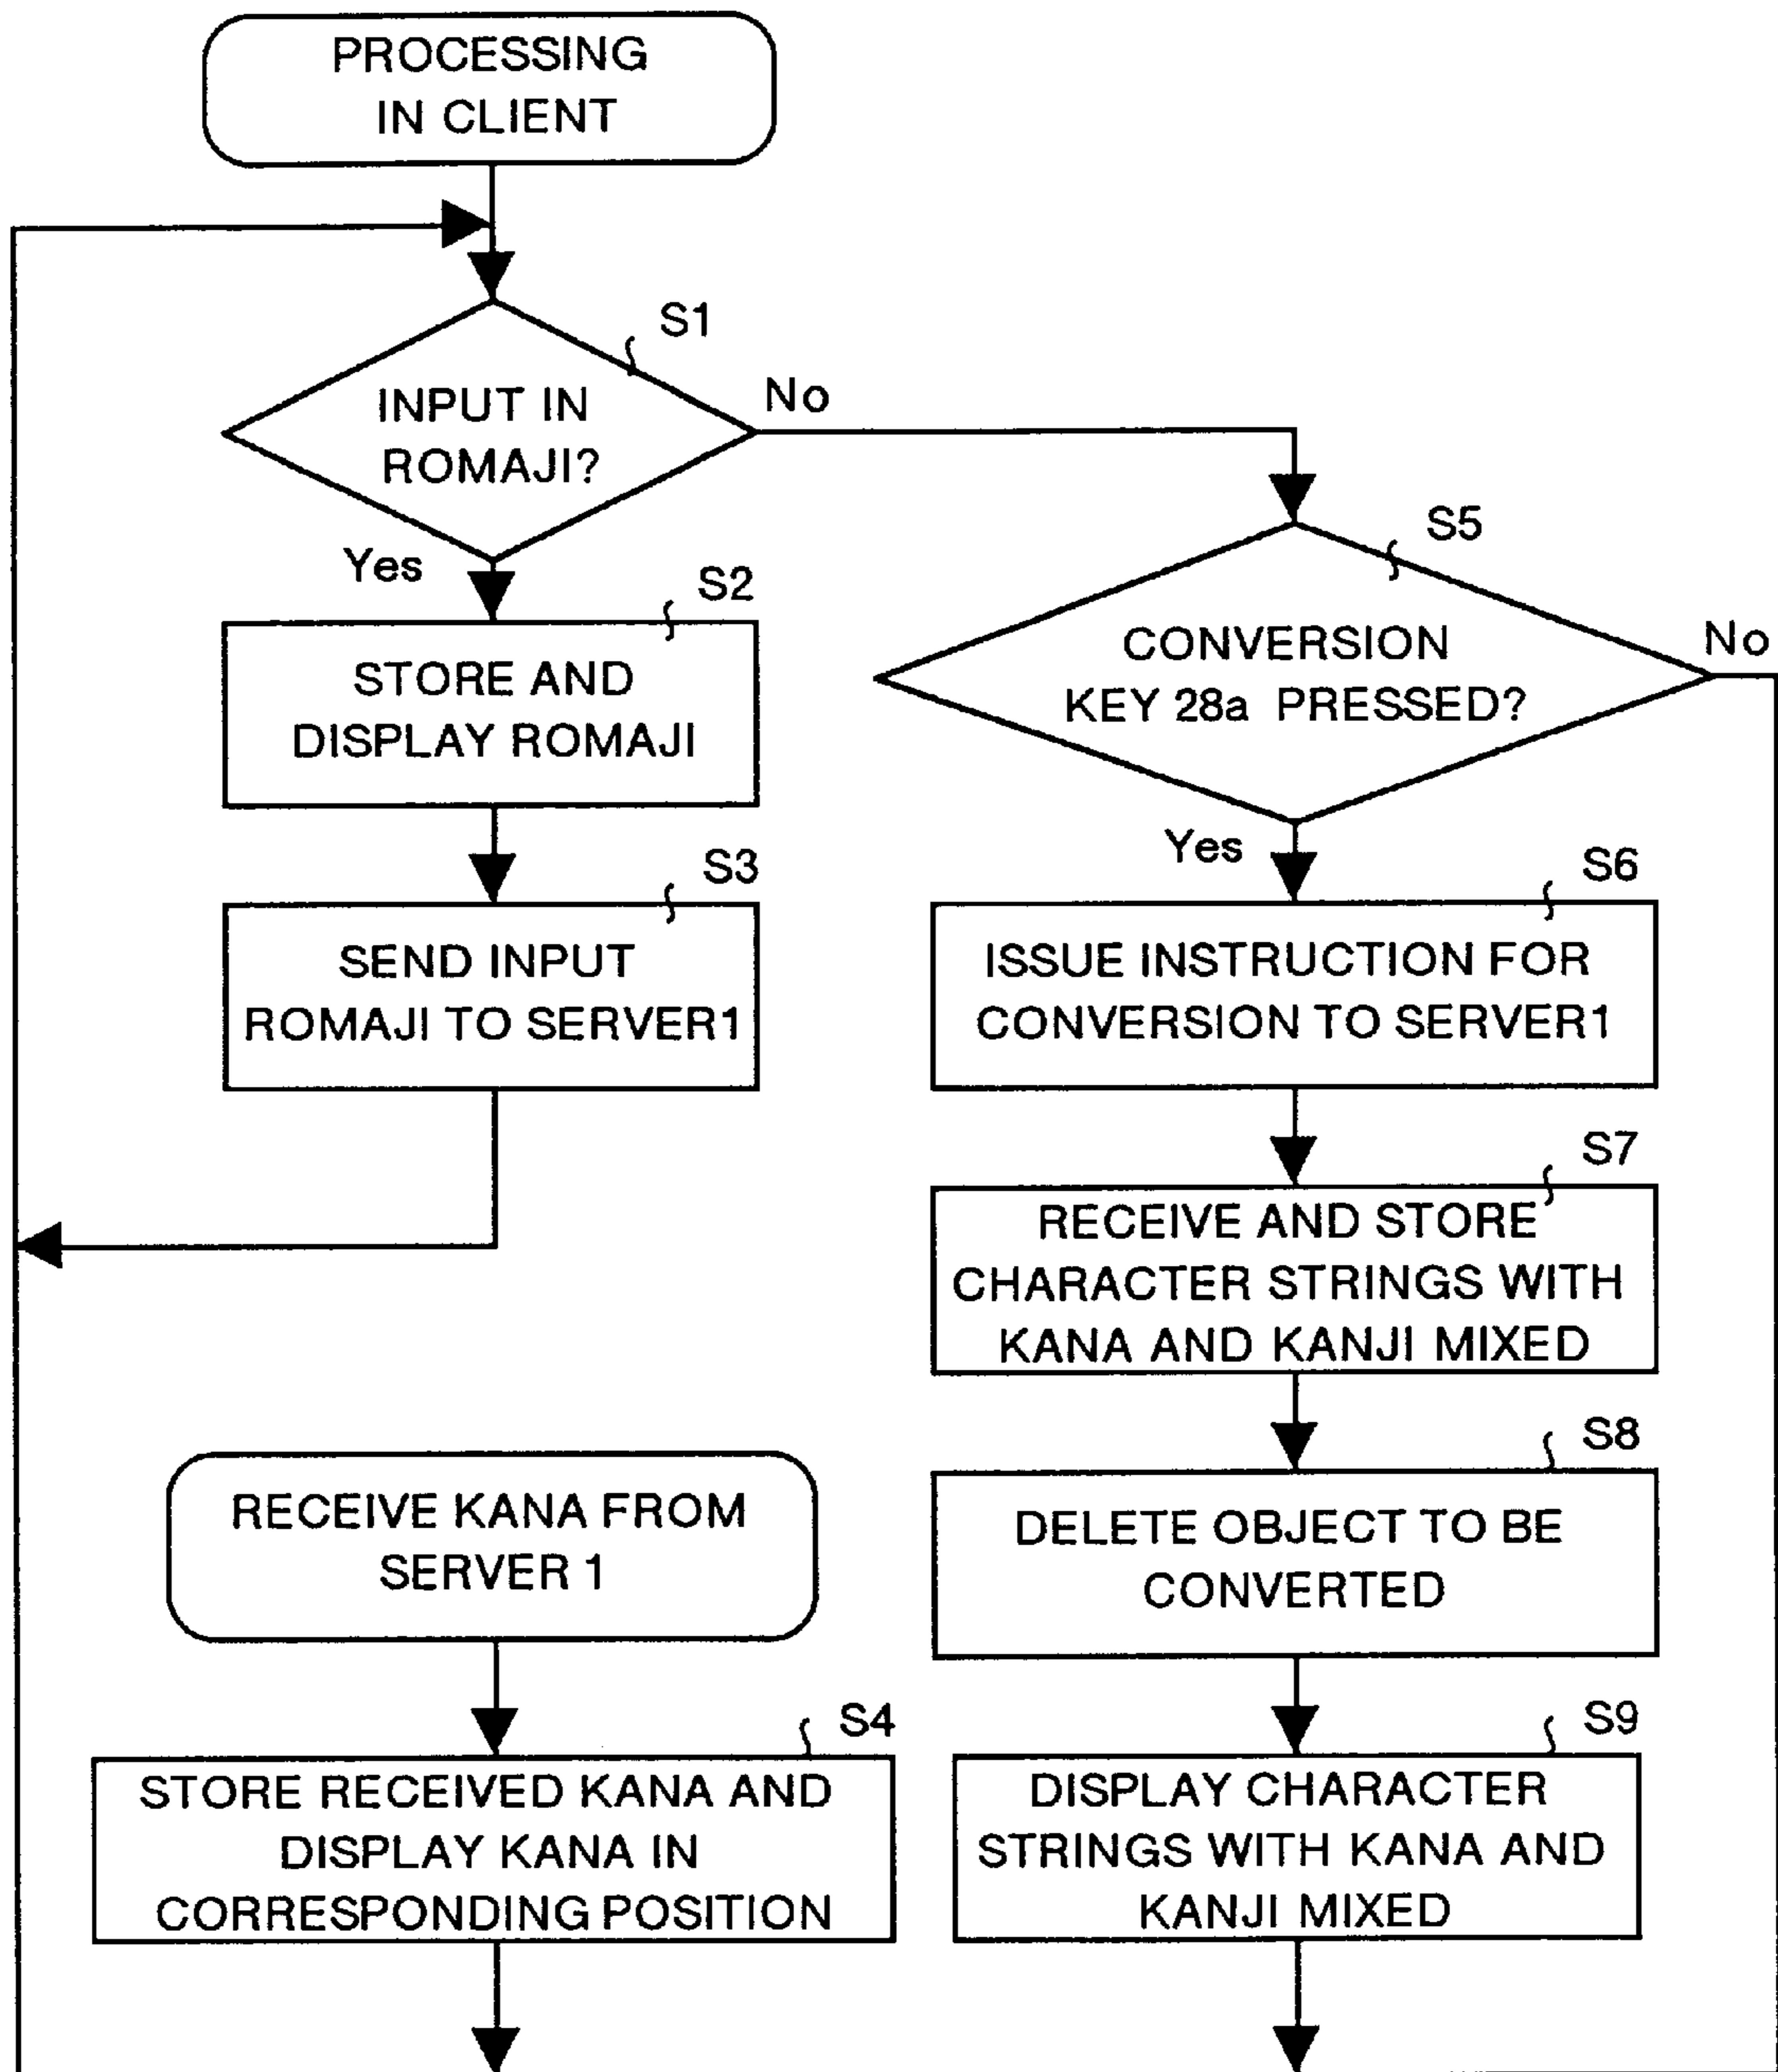 PROCESSING
IN CLIENT
S1
INPUT IN
ROMAJI?
No
Yes
S2
STORE AND
DISPLAY ROMAJI
S3
SEND INPUT
ROMAJI TO SERVER1
S5
CONVERSION
KEY 28a PRESSED?
No
Yes
S6
ISSUE INSTRUCTION FOR
CONVERSION TO SERVER1
S7
RECEIVE AND STORE
CHARACTER STRINGS WITH
KANA AND KANJI MIXED
S8
DELETE OBJECT TO BE
CONVERTED
S9
DISPLAY CHARACTER
STRINGS WITH KANA AND
KANJI MIXED
RECEIVE KANA FROM
SERVER 1
S4
STORE RECEIVED KANA AND
DISPLAY KANA IN
CORRESPONDING POSITION